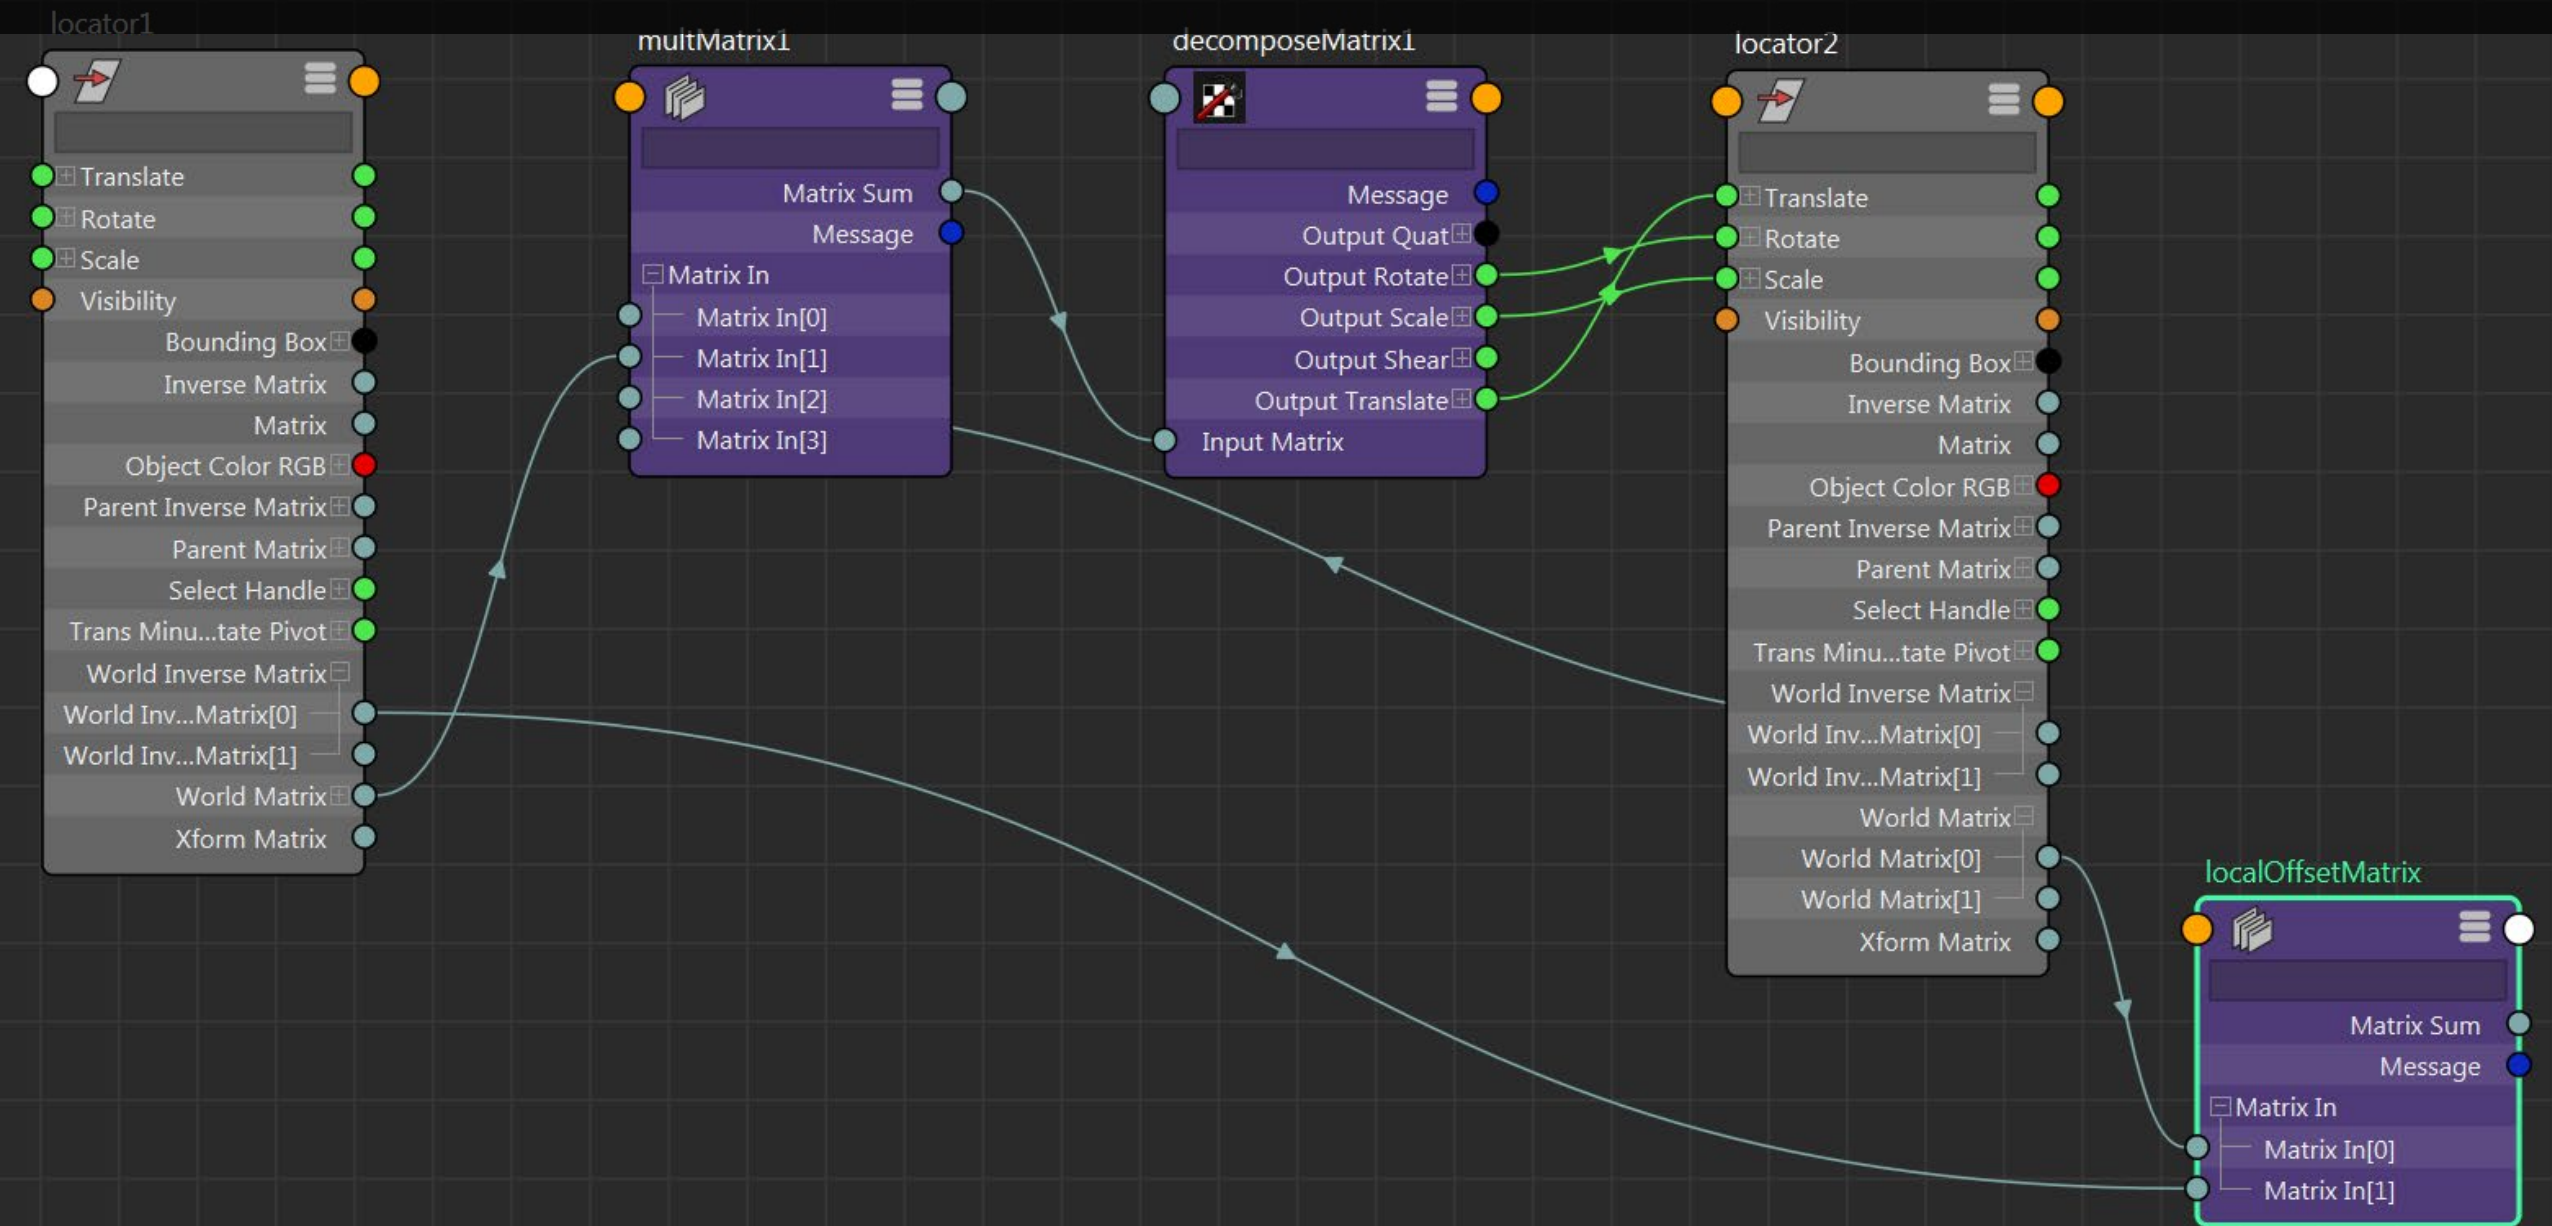 locator1
Translate
Rotate
Scale
Visibility
Bounding Box
Inverse Matrix
Matrix
Object Color RGB
Parent Inverse Matrix
Parent Matrix
Select Handle
Trans Minu...tate Pivot
World Inverse Matrix
World Inv...Matrix[0]
World Inv...Matrix[1]
World Matrix
Xform Matrix
multMatrix1
Matrix Sum
Message
Matrix In
Matrix In[0]
Matrix In[1]
Matrix In[2]
Matrix In[3]
decomposeMatrix1
Message
Output Quat
Output Rotate
Output Scale
Output Shear
Output Translate
Input Matrix
locator2
Translate
Rotate
Scale
Visibility
Bounding Box
Inverse Matrix
Matrix
Object Color RGB
Parent Inverse Matrix
Parent Matrix
Select Handle
Trans Minu...tate Pivot
World Inverse Matrix
World Inv...Matrix[0]
World Inv...Matrix[1]
World Matrix
World Matrix[0]
World Matrix[1]
Xform Matrix
localOffsetMatrix
Matrix Sum
Message
Matrix In
Matrix In[0]
Matrix In[1]